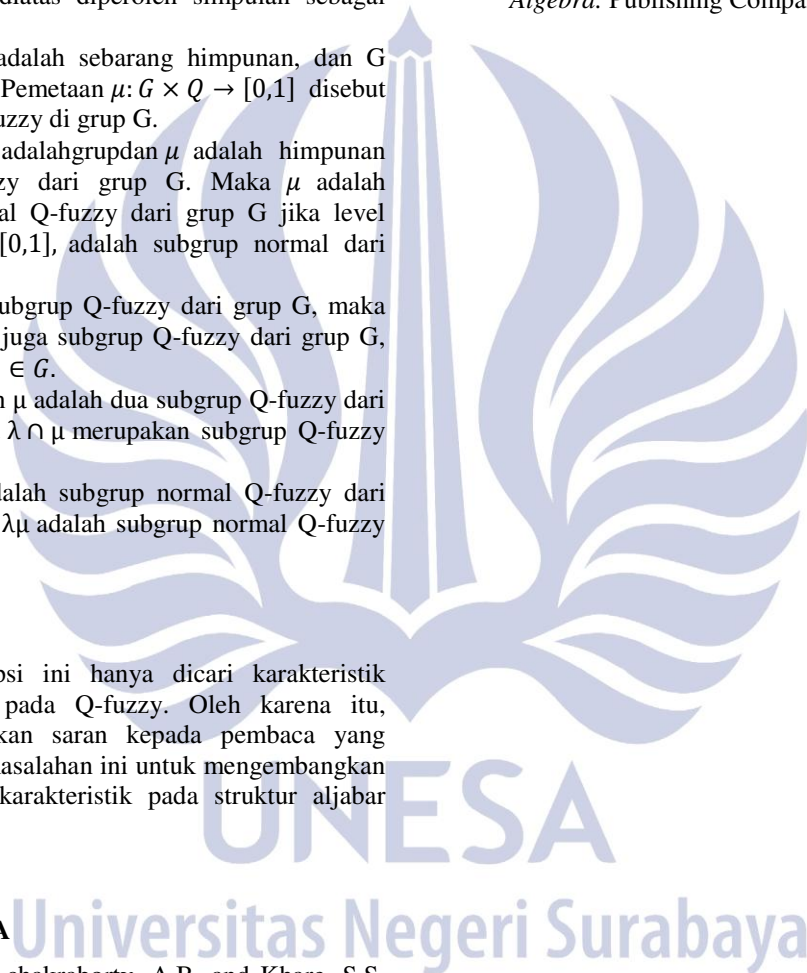 diatas diperoleh simpulan sebagai
Algebra. Publishing Compa
adalah sebarang himpunan, dan G
Pemetaan 𝜇: 𝐺 × 𝑄 → [0,1] disebut
uzzy di grup G.
adalahgrupdan 𝜇 adalah himpunan
zy dari grup G. Maka 𝜇 adalah
al Q-fuzzy dari grup G jika level
[0,1], adalah subgrup normal dari
ubgrup Q-fuzzy dari grup G, maka
juga subgrup Q-fuzzy dari grup G,
∈ 𝐺.
n μ adalah dua subgrup Q-fuzzy dari
λ ∩ μ merupakan subgrup Q-fuzzy
dalah subgrup normal Q-fuzzy dari
λμ adalah subgrup normal Q-fuzzy
psi ini hanya dicari karakteristik
pada Q-fuzzy. Oleh karena itu,
kan saran kepada pembaca yang
nasalahan ini untuk mengembangkan
karakteristik pada struktur aljabar
UNESA
A
Universitas Negeri Surabaya
chakraborty, A.B. and Khare, S.S.